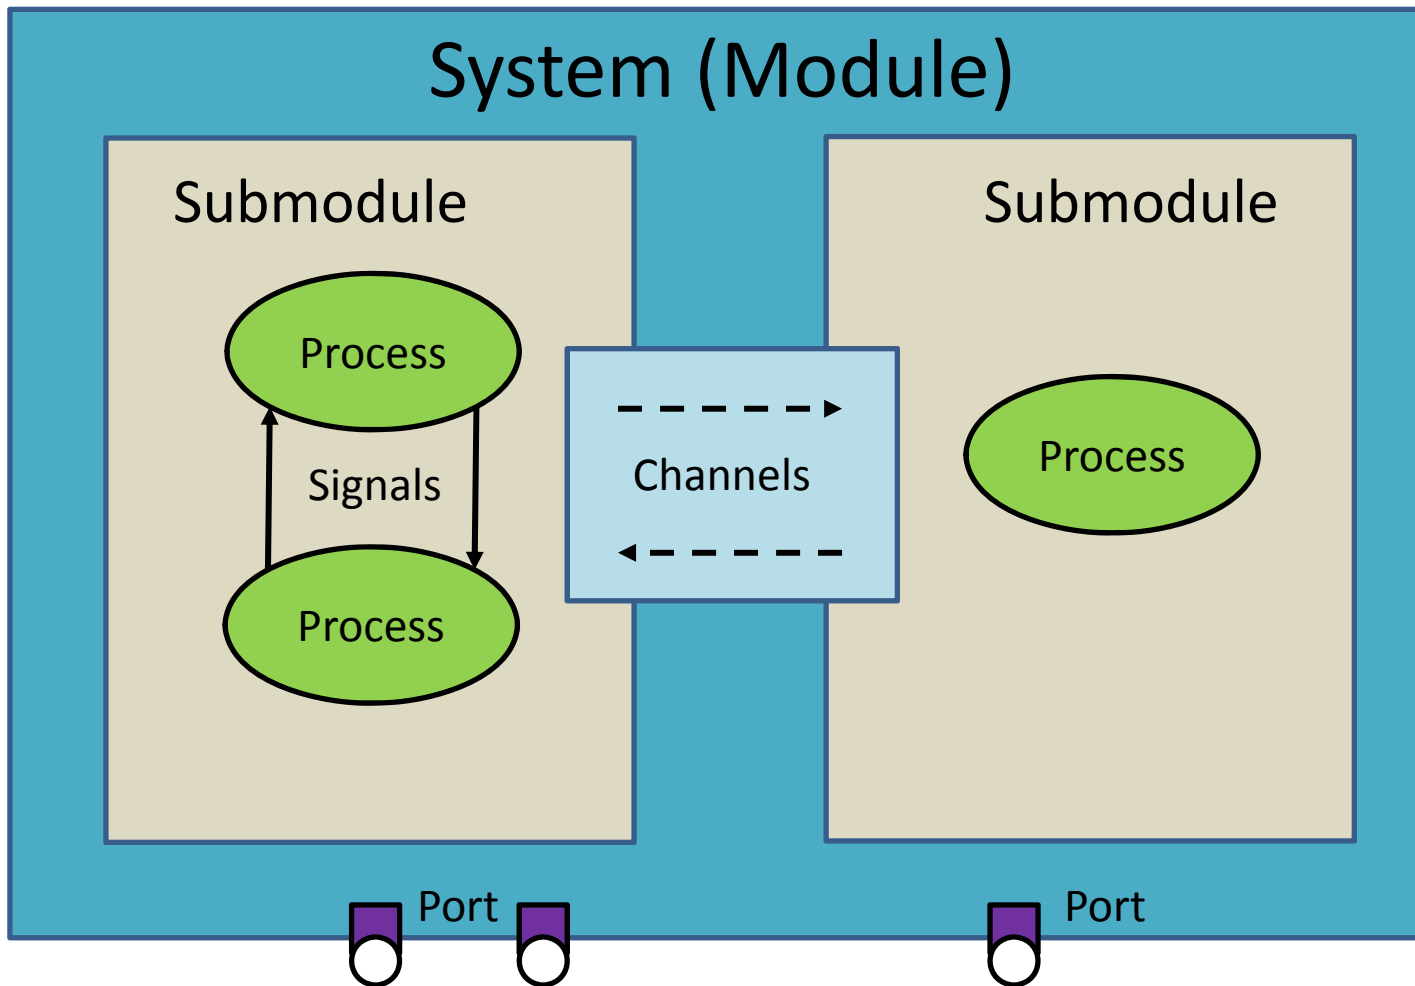 System (Module)
Submodule
Submodule
Process
Signals
Process
Channels
Process
Port
Port